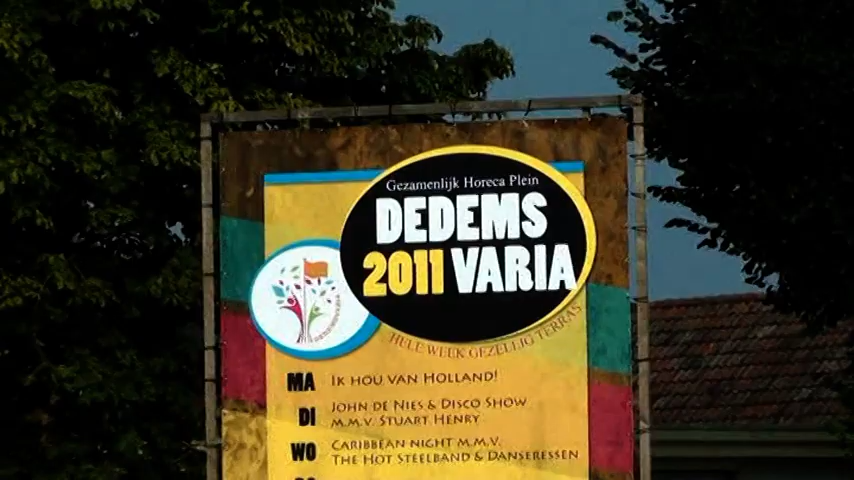 Gezamenlijk Horeca Plein
DEDEMS
2011 VARIA
HELE WEEK GEZELLIG TERRAS
MA IK HOU VAN HOLLAND!
DI JOHN DE NIES & DISCO SHOW
M.M.V. STUART HENRY
WO CARIBBEAN NIGHT M.M.V.
THE HOT STEELBAND & DANSERESSEN